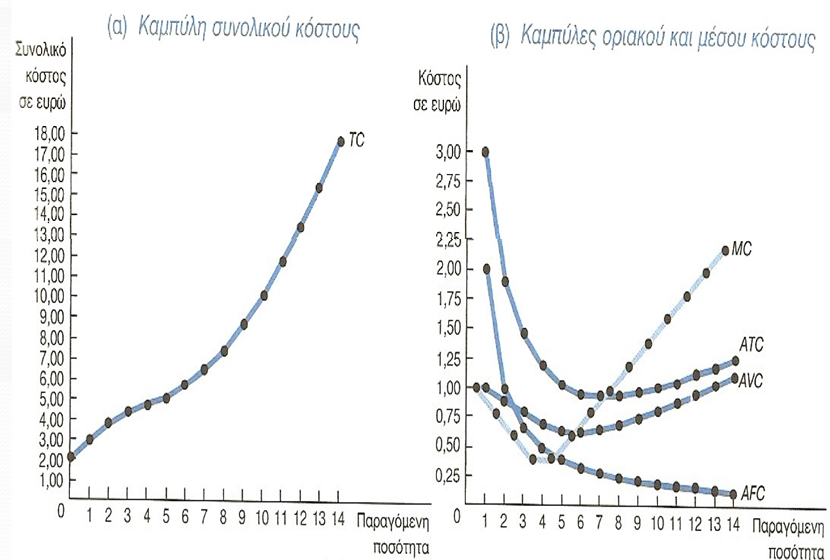 (α) Καμπύλη συνολικού κόστους
Συνολικό
κόστος
σε ευρώ
18,00
17,00
16,00
15,00
14,00
13,00
12,00
11,00
10,00
9,00
8,00
7,00
6,00
5,00
4,00
3,00
2,00
1,00
TC
0 1 2 3 4 5 6 7 8 9 10 11 12 13 14 Παραγόμενη
ποσότητα
(β) Καμπύλες οριακού και μέσου κόστους
Κόστος
σε ευρώ
3,00
2,75
2,50
2,25
2,00
1,75
1,50
1,25
1,00
0,75
0,50
0,25
MC
ATC
AVC
AFC
0 1 2 3 4 5 6 7 8 9 10 11 12 13 14 Παραγόμενη
ποσότητα